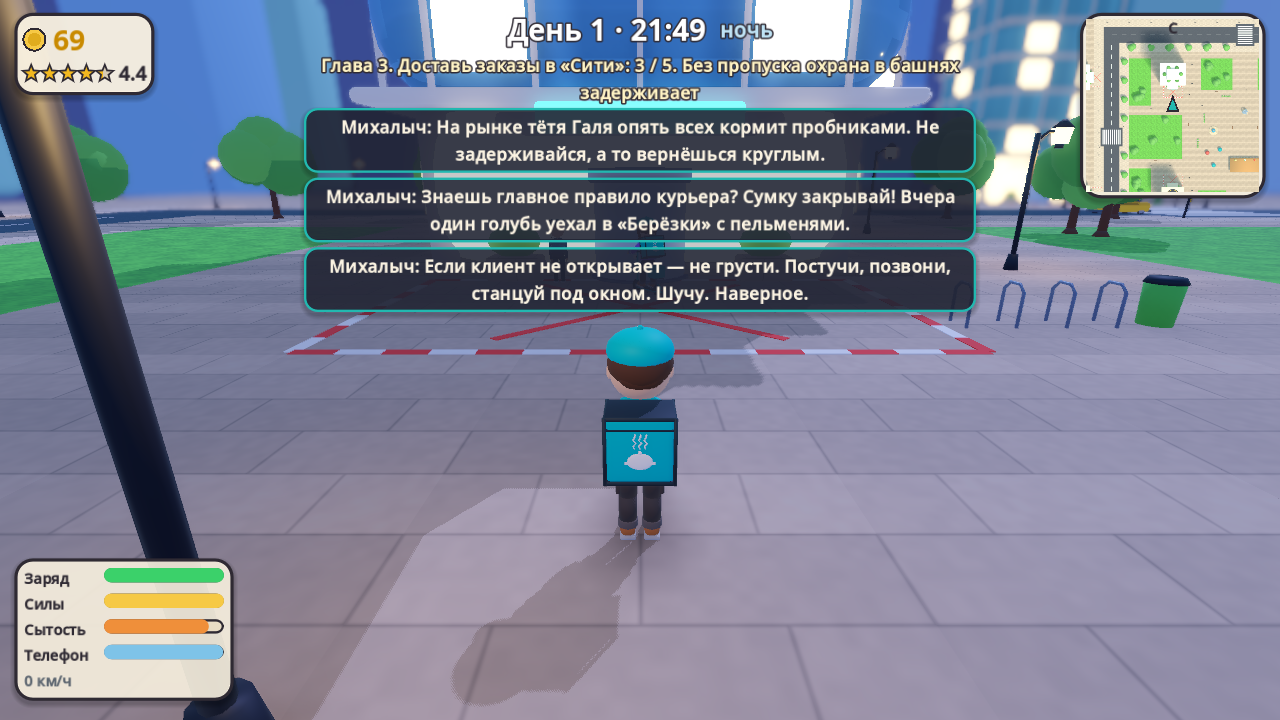 69
4.4
День 1 · 21:49 ночь
Глава 3. Доставь заказы в «Сити»: 3 / 5. Без пропуска охрана в башнях
задерживает
Михалыч: На рынке тётя Галя опять всех кормит пробниками. Не
задерживайся, а то вернёшься круглым.
Михалыч: Знаешь главное правило курьера? Сумку закрывай! Вчера
один голубь уехал в «Берёзки» с пельменями.
Михалыч: Если клиент не открывает — не грусти. Постучи, позвони,
станцуй под окном. Шучу. Наверное.
С
Заряд
Силы
Сытость
Телефон
0 км/ч